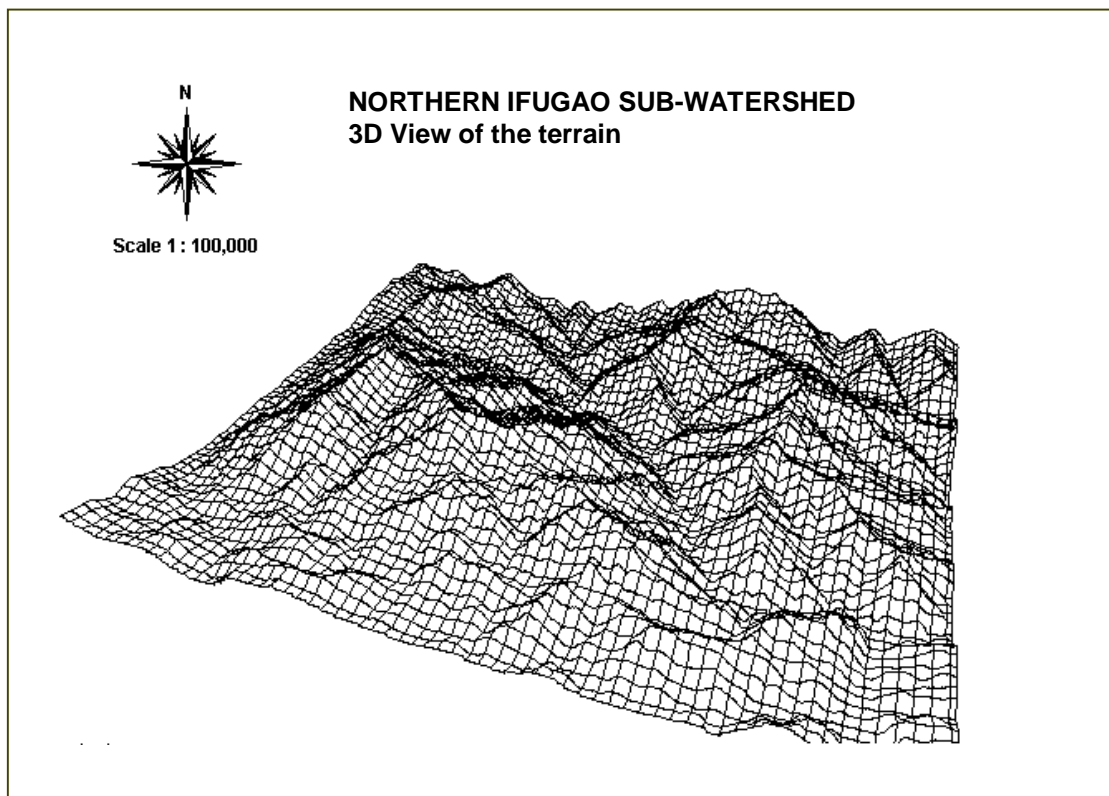 N
NORTHERN IFUGAO SUB-WATERSHED
3D View of the terrain
Scale 1 : 100,000